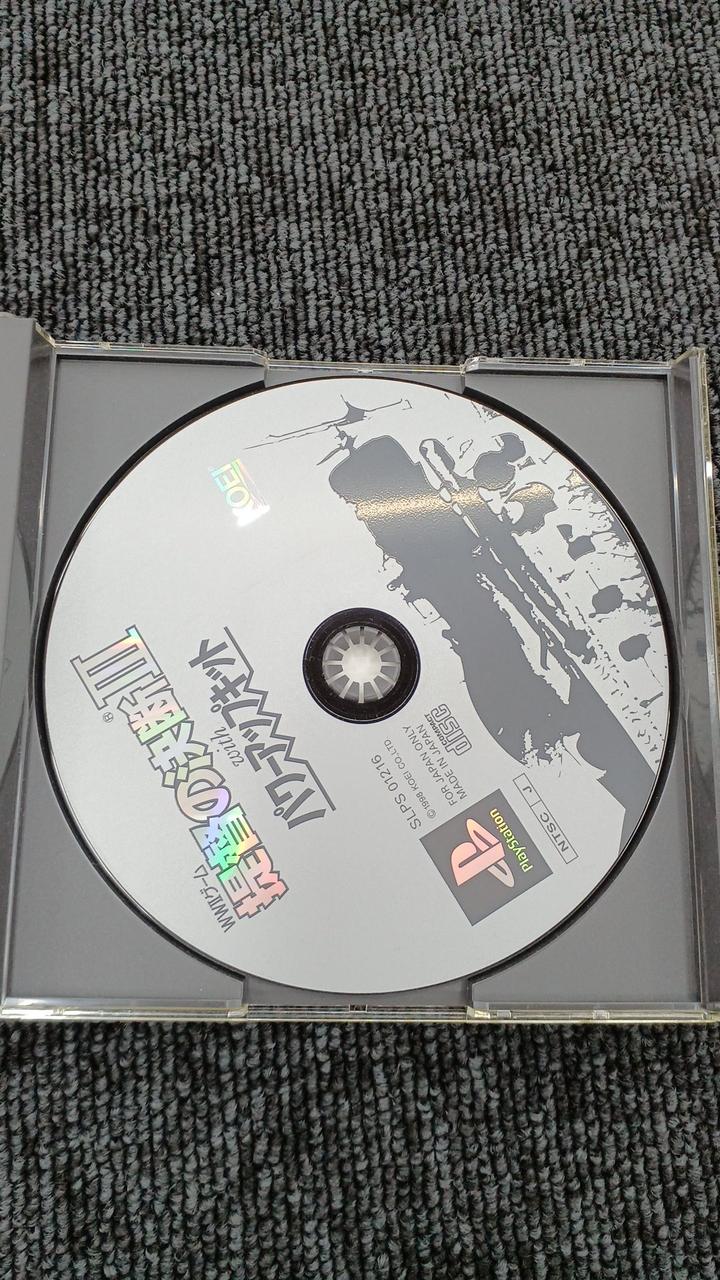 WWIIゲーム
提督の決断III®
with パワーアップキット
KOEI®
SLPS 01216
©1998 KOEI CO.,LTD.
FOR JAPAN ONLY
MADE IN JAPAN
COMPACT
disc
PlayStation
NTSC J